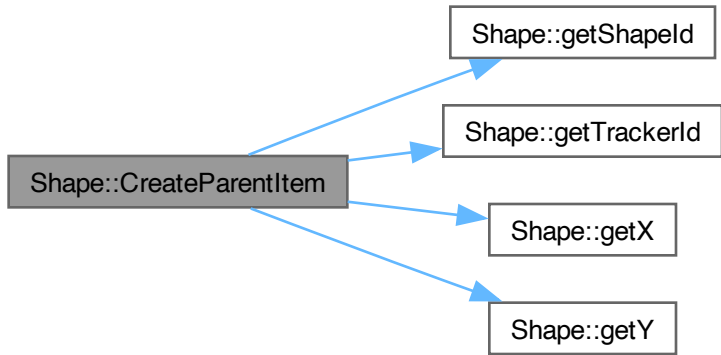 Shape::getShapeId
Shape::getTrackerId
Shape::CreateParentItem
Shape::getX
Shape::getY